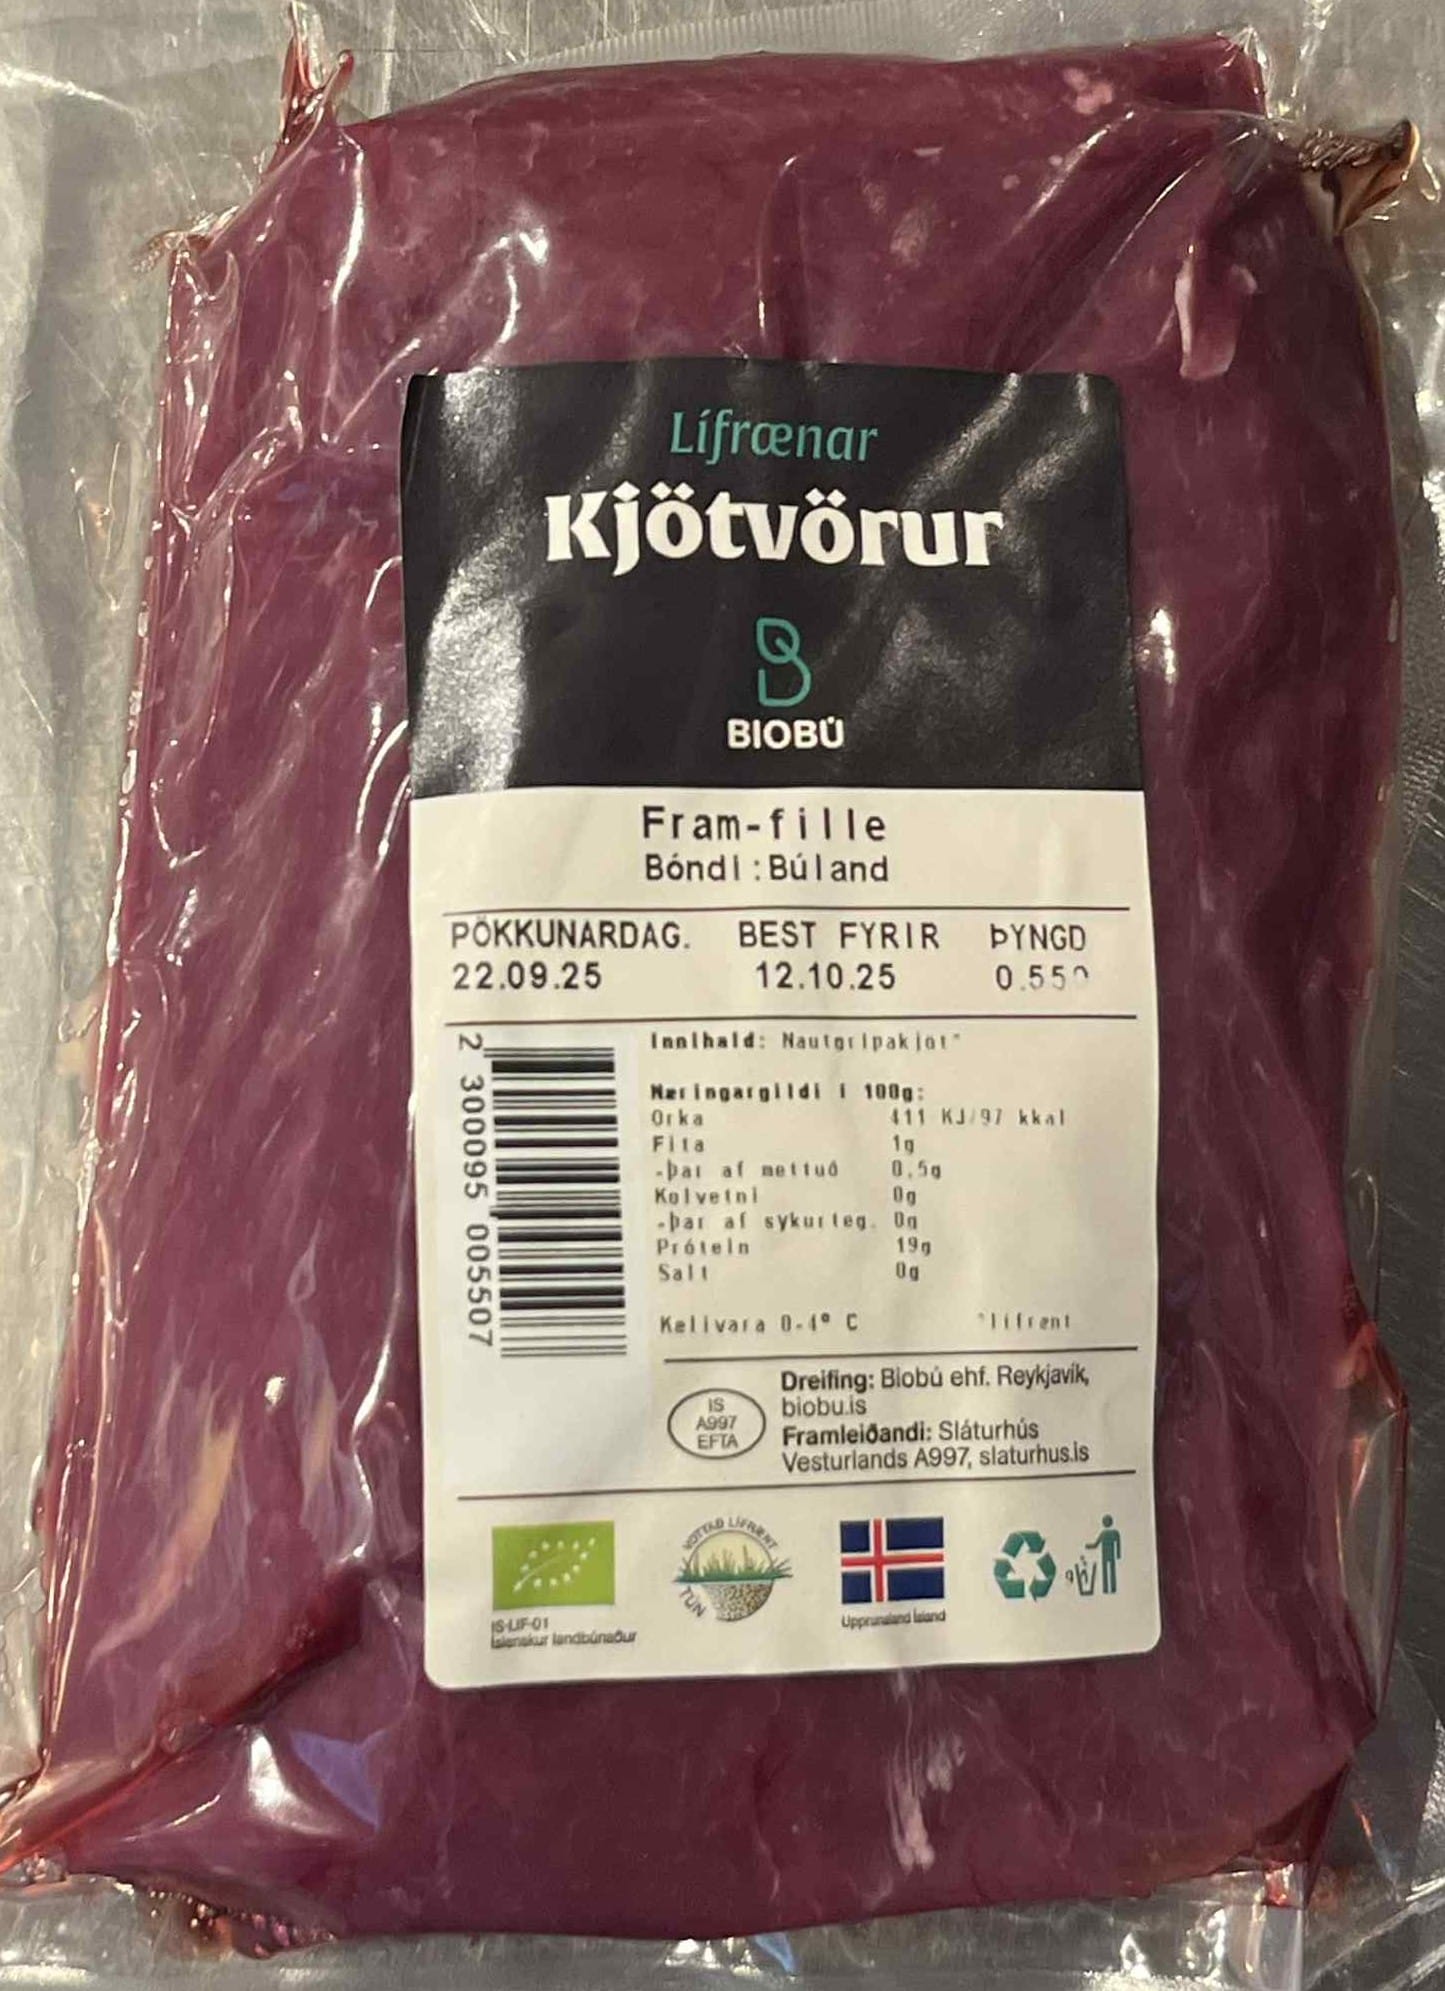 Lífrænar
Kjötvörur
BIOBÚ
Fram-fille
Bóndi:Búland
PÖKKUNARDAG. BEST FYRIR ÞYNGD
22.09.25 12.10.25
2 300095 005507
Innihald: Nautgripakjöt*
Næringargildi í 100g:
Orka 411 KJ/97 kkal
Fita 1g
-þar af mettuð 0,5g
Kolvetni 0g
-þar af sykurteg. 0g
Prótein 19g
Salt 0g
Kælivara 0-4° C *lífrænt
Dreifing: Biobú ehf. Reykjavík,
biobu.is
Framleiðandi: Sláturhús
Vesturlands A997, slaturhus.is
IS
A997
EFTA
VOTTAÐ LÍFRÆNT
TÚN
IS-LIF-01
Íslenskur landbúnaður
Upprunaland Ísland